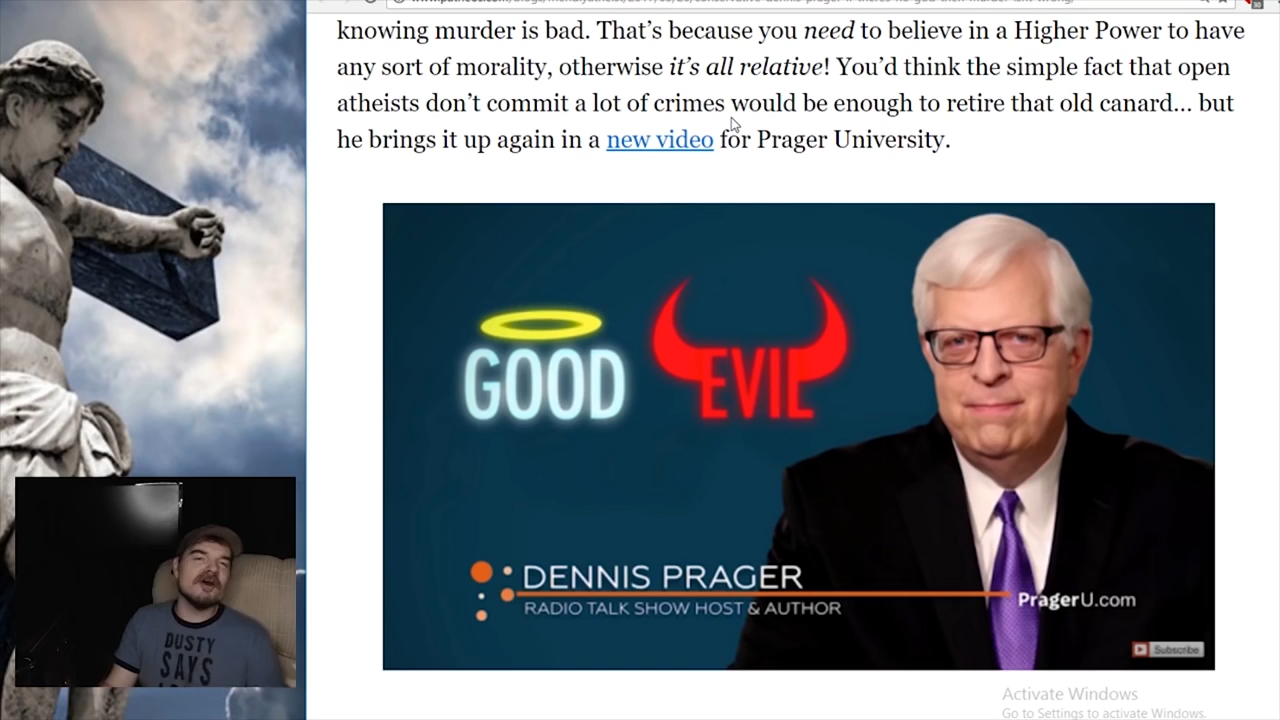 knowing murder is bad. That’s because you need to believe in a Higher Power to have
any sort of morality, otherwise it’s all relative! You’d think the simple fact that open
atheists don’t commit a lot of crimes would be enough to retire that old canard... but
he brings it up again in a new video for Prager University.
GOOD
EVIL
DENNIS PRAGER
RADIO TALK SHOW HOST & AUTHOR
PragerU.com
Subscribe
DUSTY
SAYS
Activate Windows
Go to Settings to activate Windows.